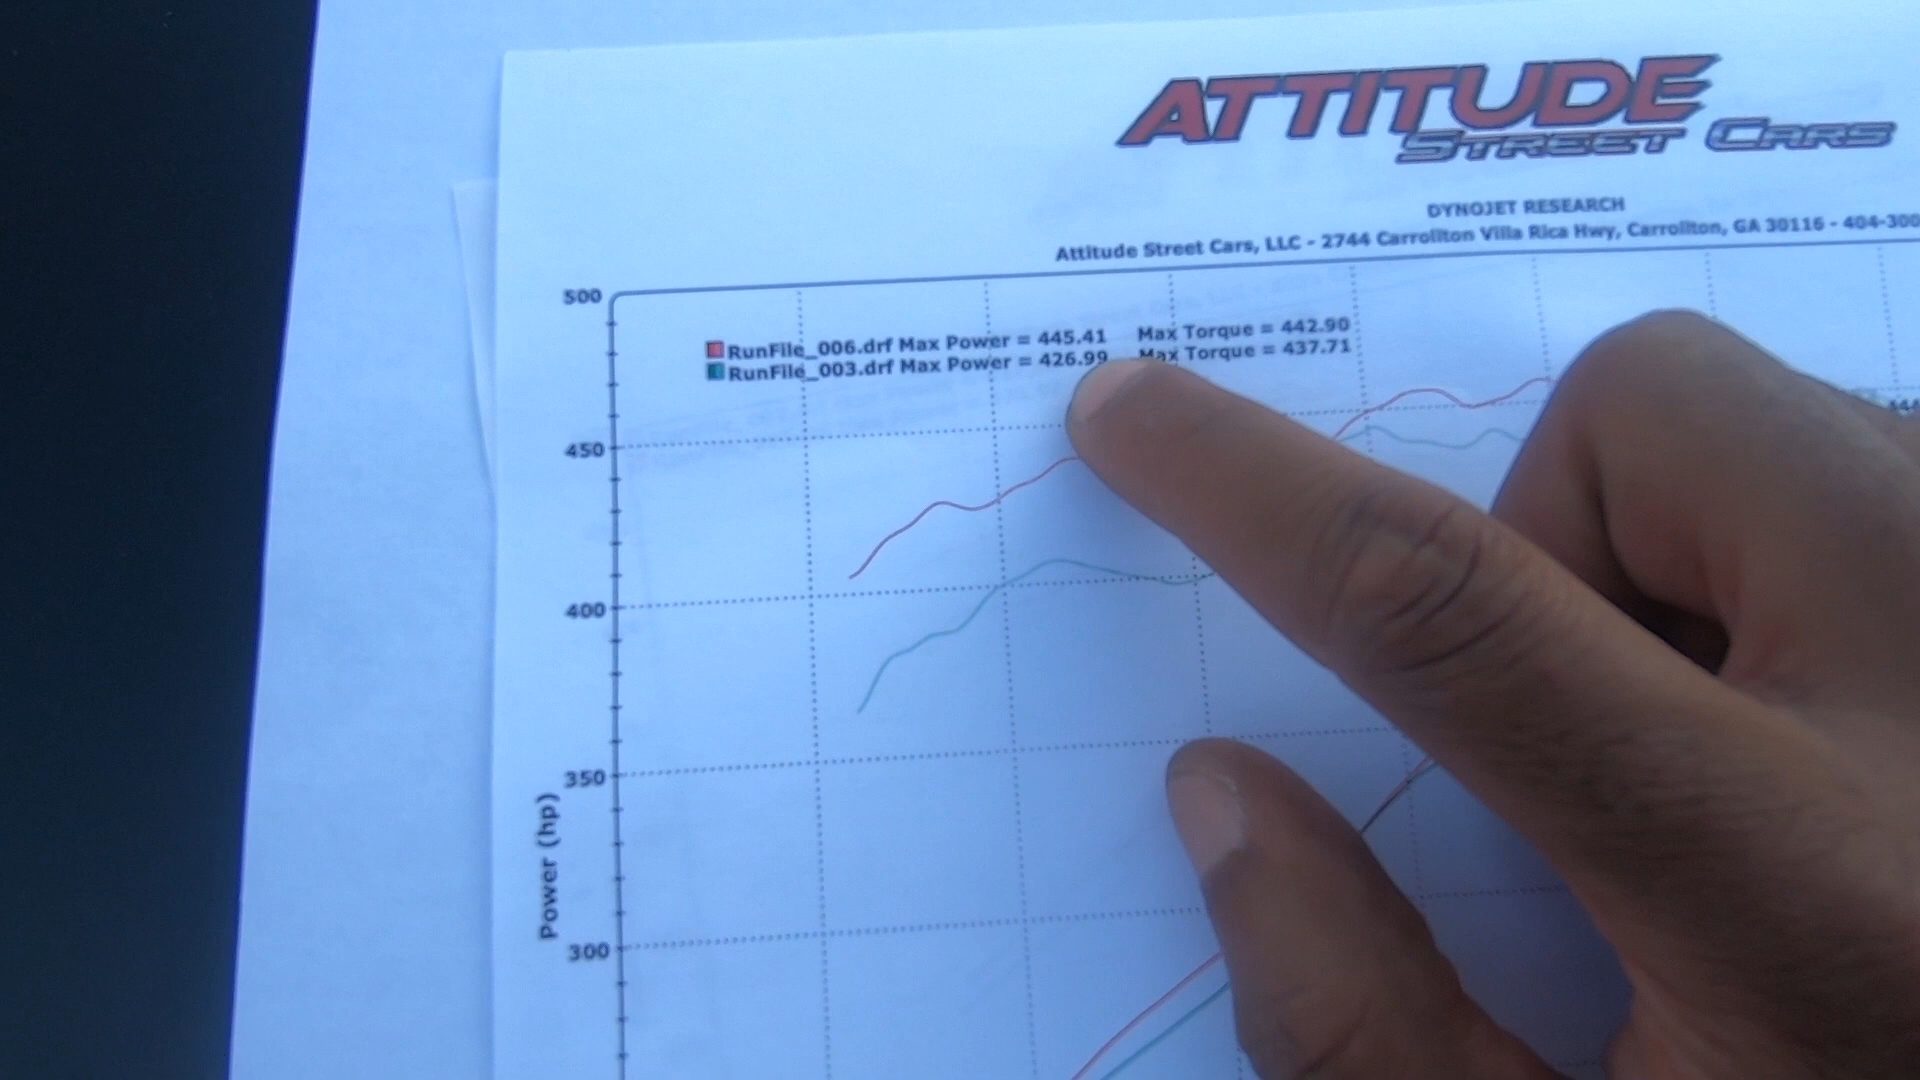 ATTITUDE
STREET CARS
DYNOJET RESEARCH
Attitude Street Cars, LLC - 2744 Carrollton Villa Rica Hwy, Carrollton, GA 30116 - 404-300
500
RunFile_006.drf Max Power = 445.41 Max Torque = 442.90
RunFile_003.drf Max Power = 426.99 Max Torque = 437.71
450
400
350
300
Power (hp)